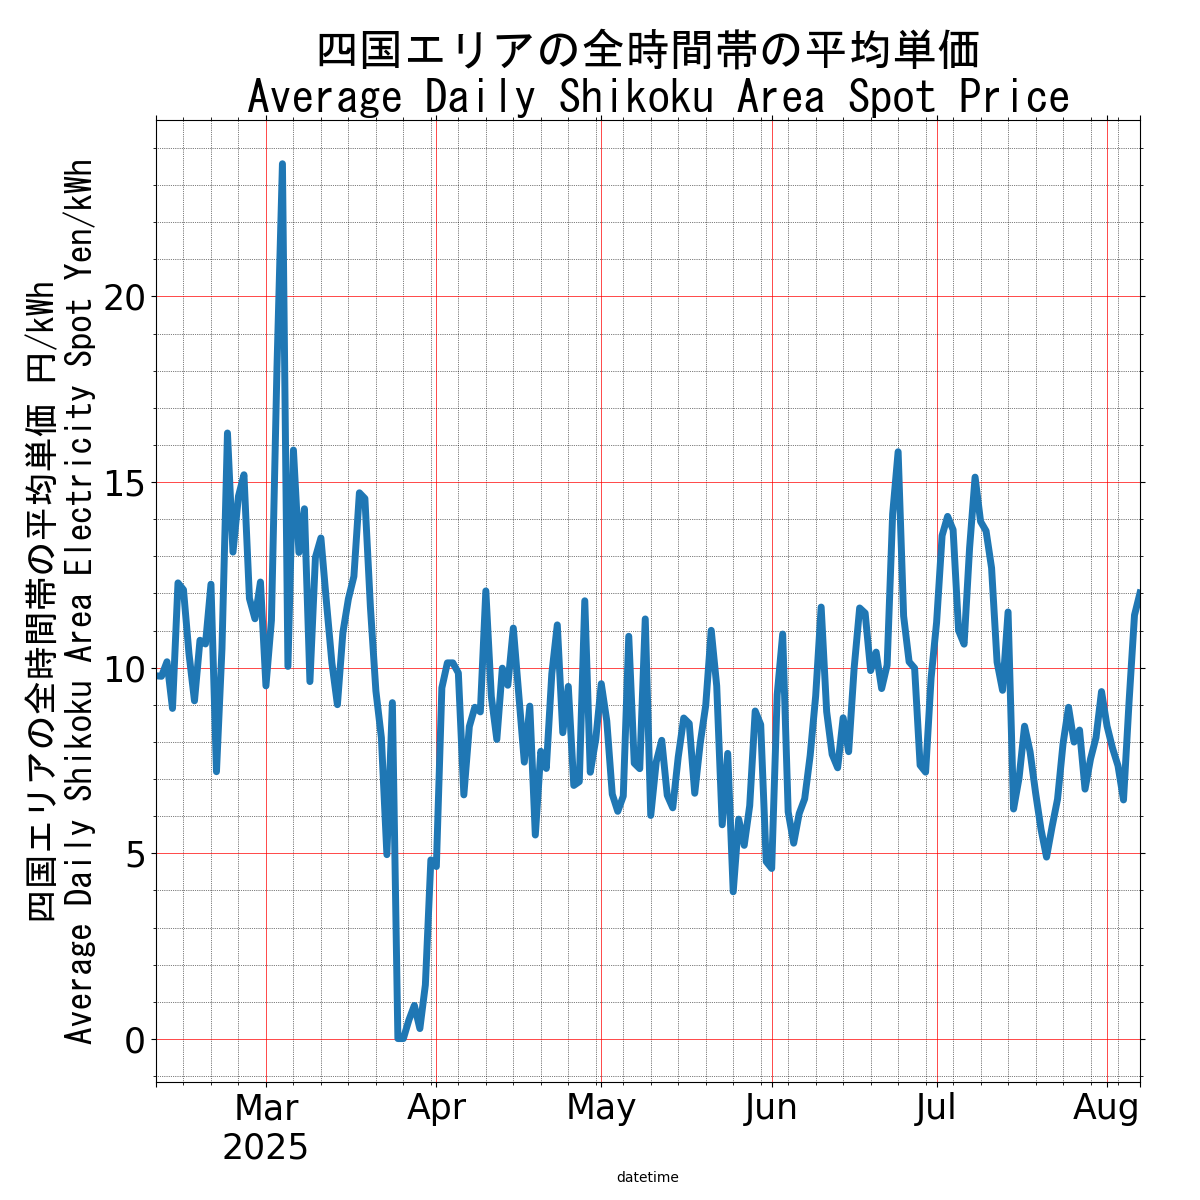 四国エリアの全時間帯の平均単価
Average Daily Shikoku Area Spot Price
四国エリアの全時間帯の平均単価 円/kWh
Average Daily Shikoku Area Electricity Spot Yen/kWh
20
15
10
5
0
Mar
2025
Apr
May
Jun
Jul
Aug
datetime